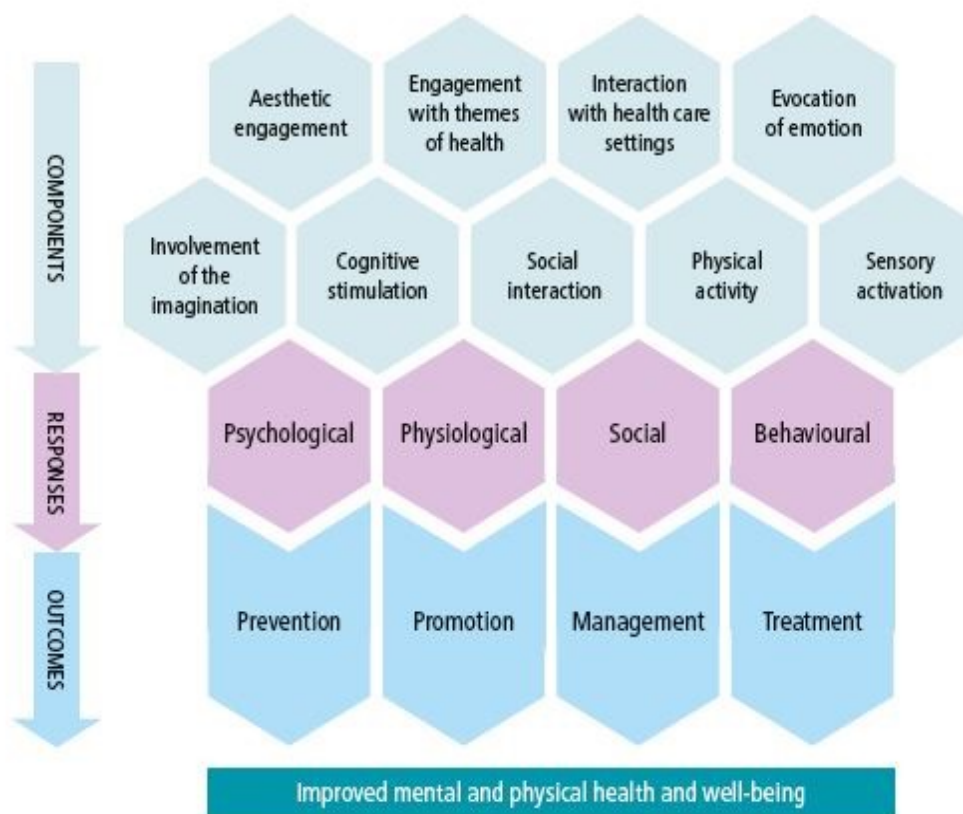 COMPONENTS
Aesthetic
engagement
Engagement
with themes
of health
Interaction
with health care
settings
Evocation
of emotion
Involvement
of the
imagination
Cognitive
stimulation
Social
interaction
Physical
activity
Sensory
activation
RESPONSES
Psychological
Physiological
Social
Behavioural
OUTCOMES
Prevention
Promotion
Management
Treatment
Improved mental and physical health and well-being